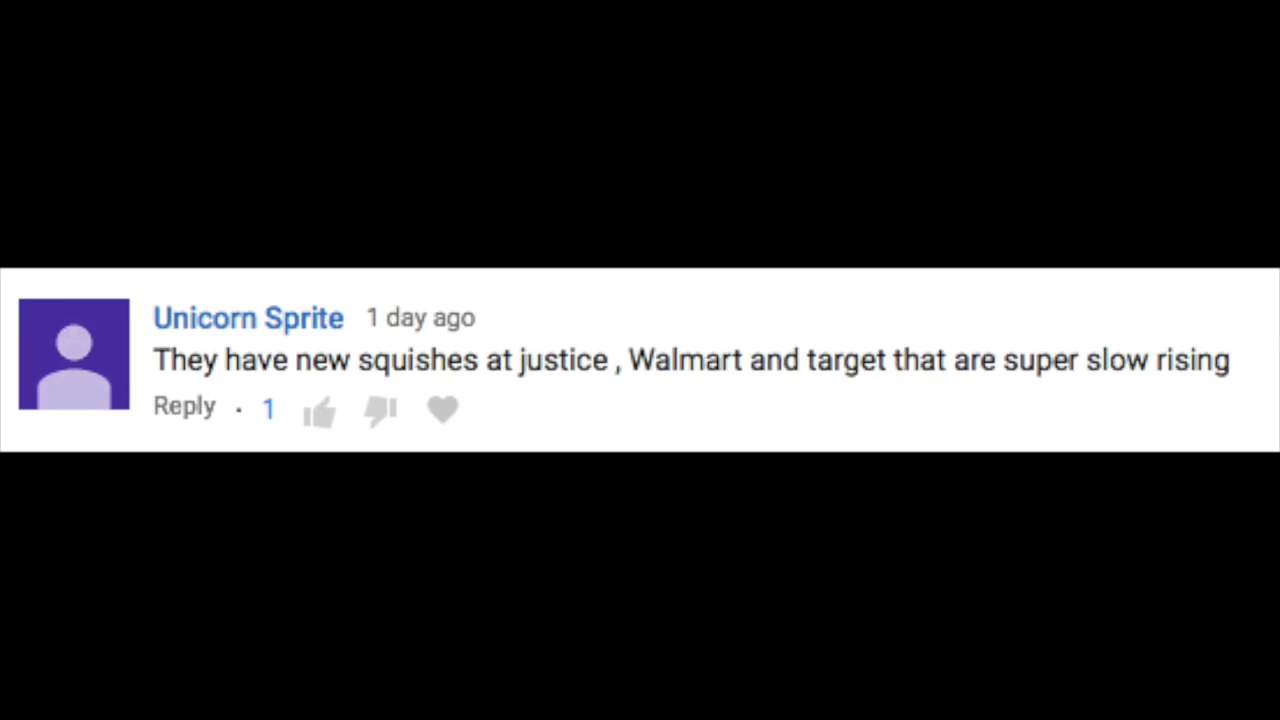 Unicorn Sprite 1 day ago
They have new squishes at justice , Walmart and target that are super slow rising
Reply · 1